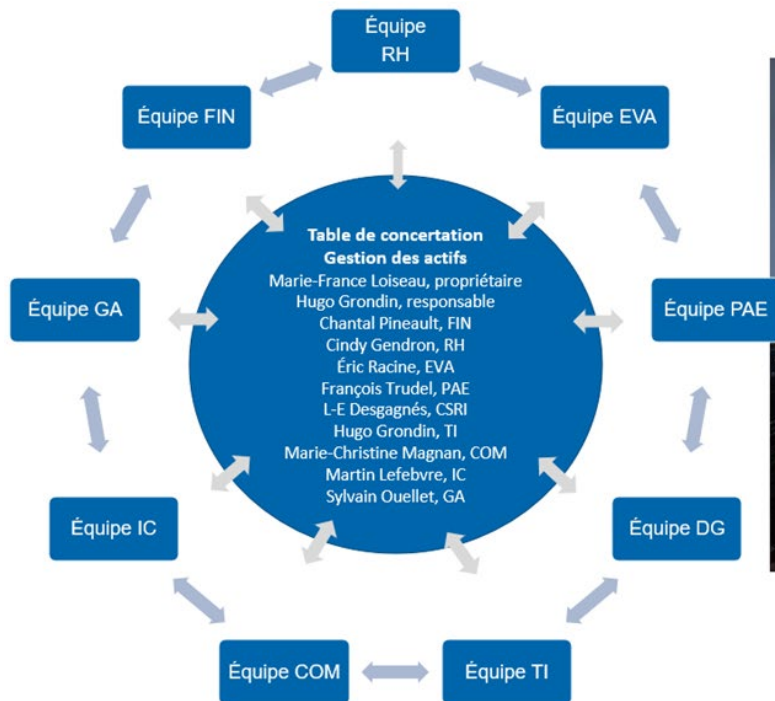 Équipe
RH
Équipe FIN
Équipe EVA
Table de concertation
Gestion des actifs
Marie-France Loiseau, propriétaire
Hugo Grondin, responsable
Chantal Pineault, FIN
Cindy Gendron, RH
Éric Racine, EVA
François Trudel, PAE
L-E Desgagnés, CSRI
Hugo Grondin, TI
Marie-Christine Magnan, COM
Martin Lefebvre, IC
Sylvain Ouellet, GA
Équipe GA
Équipe PAE
Équipe IC
Équipe DG
Équipe COM
Équipe TI